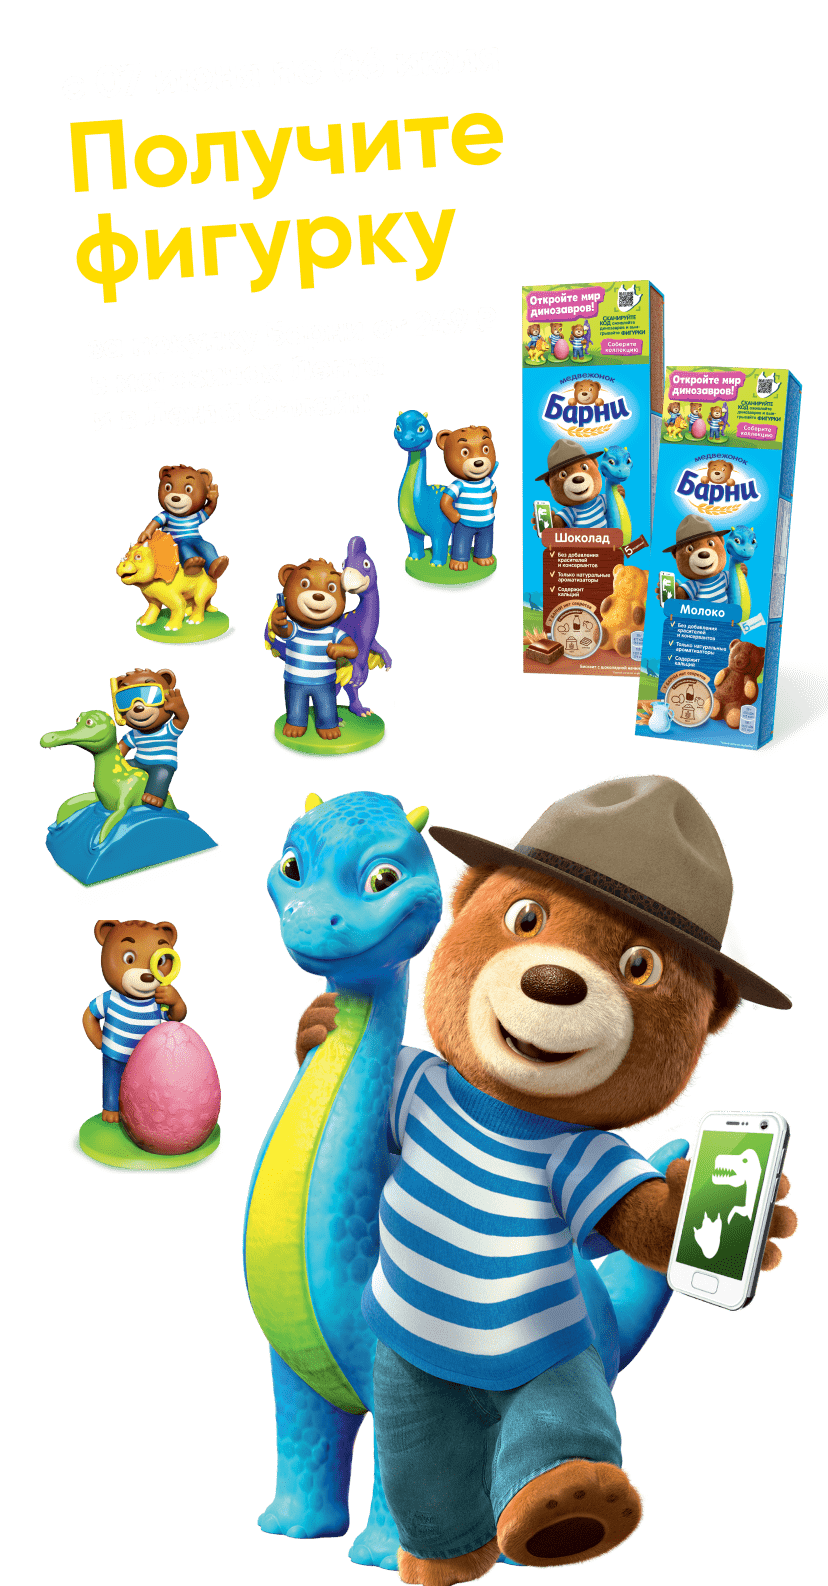 Получите
фигурку
Откройте мир
динозавров!
СКАНИРУЙТЕ
КОД
ФИГУРКИ
Соберите
коллекцию
медвежонок
Барни
Шоколад
5
Без добавления
красителей
и консервантов
Только натуральные
ароматизаторы
Содержит
кальций
Откройте мир
динозавров!
СКАНИРУЙТЕ
КОД
ФИГУРКИ
Соберите
коллекцию
медвежонок
Барни
Молоко
5
Без добавления
красителей
и консервантов
Только натуральные
ароматизаторы
Содержит
кальций